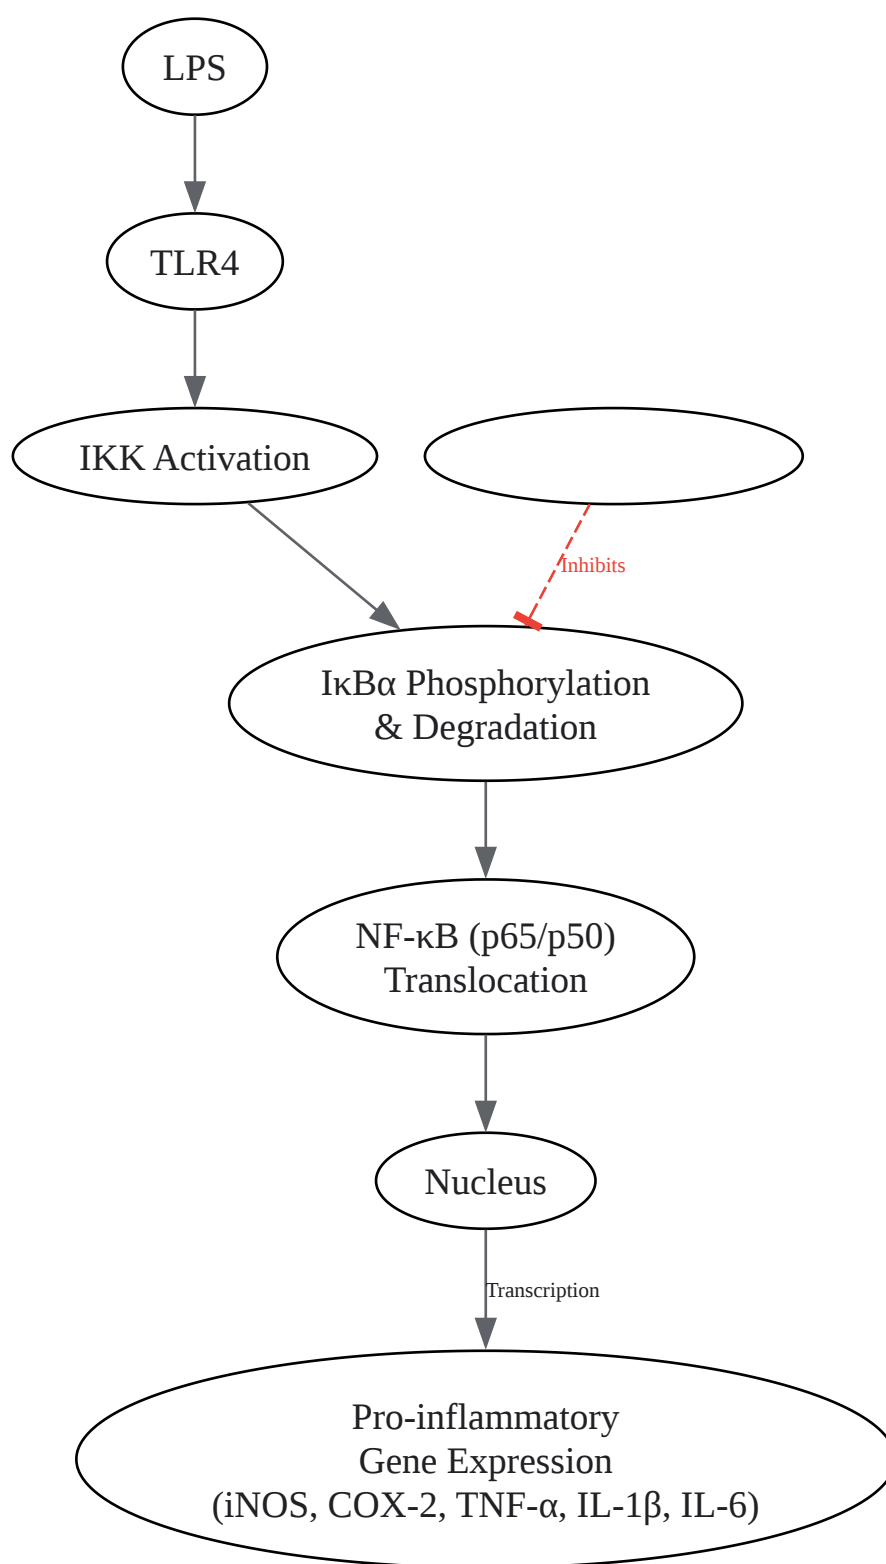 LPS
TLR4
IKK Activation
Inhibits
IκBα Phosphorylation
& Degradation
NF-κB (p65/p50)
Translocation
Nucleus
Transcription
Pro-inflammatory
Gene Expression
(iNOS, COX-2, TNF-α, IL-1β, IL-6)